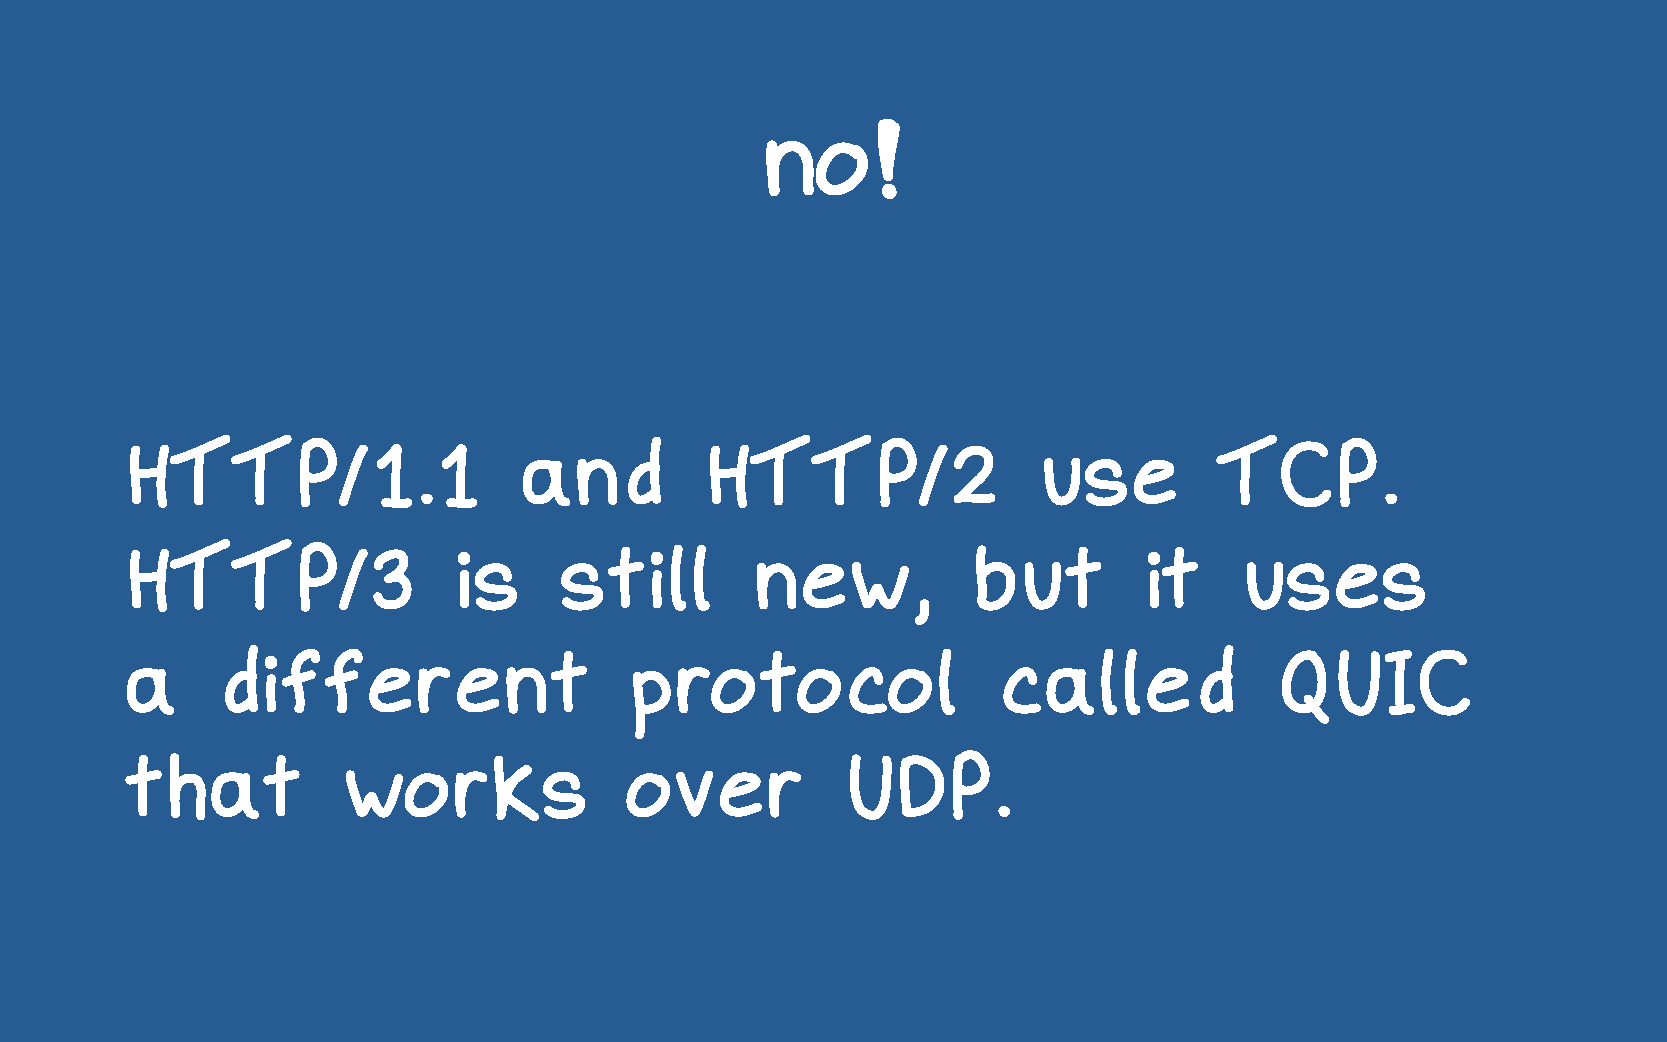 no!
HTTP/1.1 and HTTP/2 use TCP.
HTTP/3 is still new, but it uses
a different protocol called QUIC
that works over UDP.